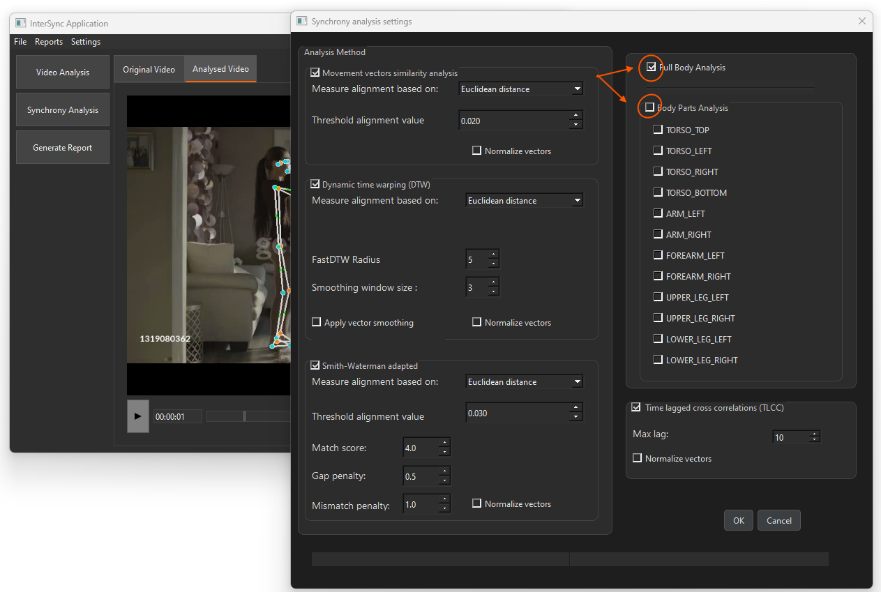 InterSync Application
File Reports Settings
Video Analysis
Synchrony Analysis
Generate Report
Original Video
Analysed Video
1319080362
00:00:01
Synchrony analysis settings
Analysis Method
Movement vectors similarity analysis
Measure alignment based on: Euclidean distance
Threshold alignment value 0.020
Normalize vectors
Dynamic time warping (DTW)
Measure alignment based on: Euclidean distance
FastDTW Radius 5
Smoothing window size : 3
Apply vector smoothing Normalize vectors
Smith-Waterman adapted
Measure alignment based on: Euclidean distance
Threshold alignment value 0.030
Match score: 4.0
Gap penalty: 0.5
Mismatch penalty: 1.0 Normalize vectors
Full Body Analysis
Body Parts Analysis
TORSO_TOP
TORSO_LEFT
TORSO_RIGHT
TORSO_BOTTOM
ARM_LEFT
ARM_RIGHT
FOREARM_LEFT
FOREARM_RIGHT
UPPER_LEG_LEFT
UPPER_LEG_RIGHT
LOWER_LEG_LEFT
LOWER_LEG_RIGHT
Time lagged cross correlations (TLCC)
Max lag: 10
Normalize vectors
OK Cancel